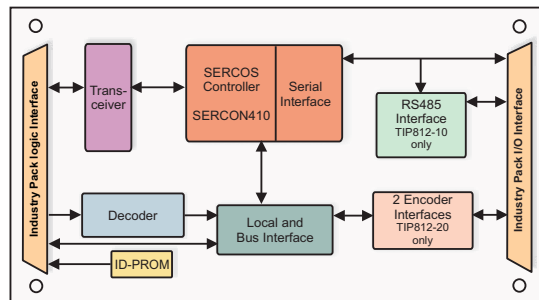 Industry Pack logic Interface
Trans-
ceiver
SERCOS
Controller
SERCON410
Serial
Interface
RS485
Interface
TIP812-10
only
Industry Pack I/O Interface
Decoder
Local and
Bus Interface
2 Encoder
Interfaces
TIP812-20
only
ID-PROM